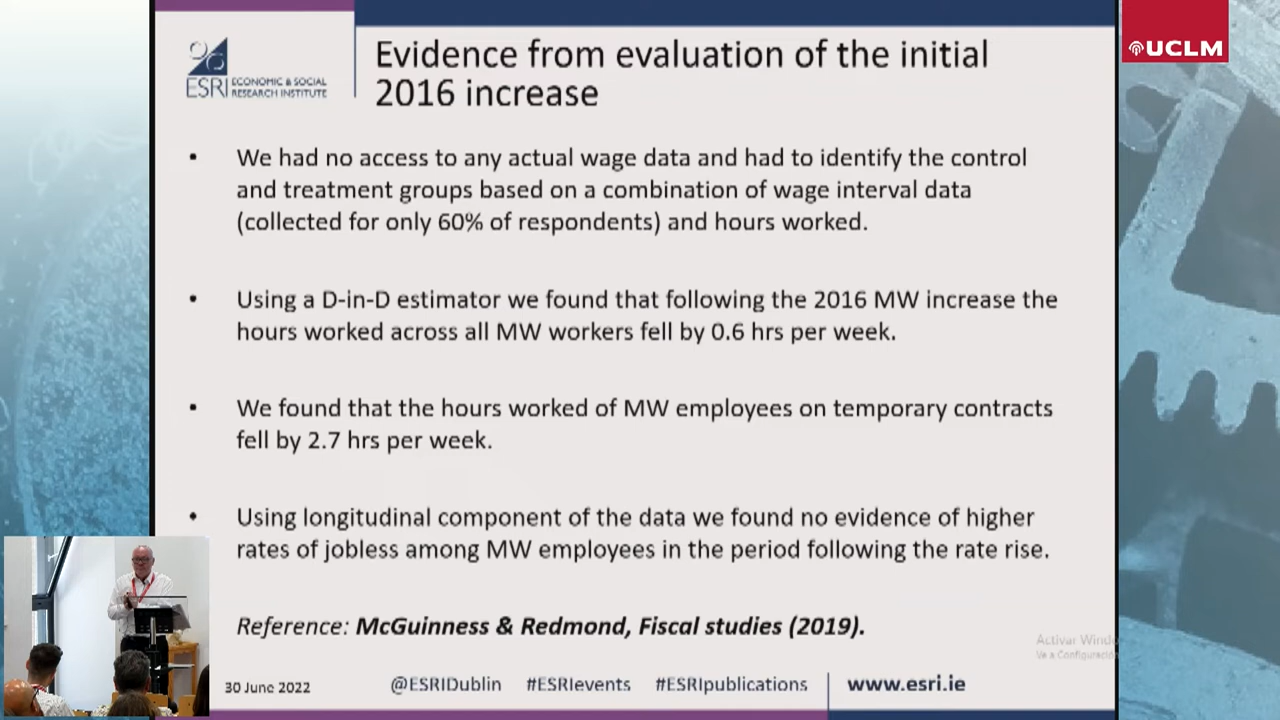 UCLM
ESRI
ECONOMIC & SOCIAL
RESEARCH INSTITUTE
Evidence from evaluation of the initial
2016 increase
• We had no access to any actual wage data and had to identify the control
and treatment groups based on a combination of wage interval data
(collected for only 60% of respondents) and hours worked.
• Using a D-in-D estimator we found that following the 2016 MW increase the
hours worked across all MW workers fell by 0.6 hrs per week.
• We found that the hours worked of MW employees on temporary contracts
fell by 2.7 hrs per week.
• Using longitudinal component of the data we found no evidence of higher
rates of jobless among MW employees in the period following the rate rise.
Reference: McGuinness & Redmond, Fiscal studies (2019).
Activar Windo
Ve a Configuración
30 June 2022
@ESRIDublin #ESRIevents #ESRIpublications
www.esri.ie